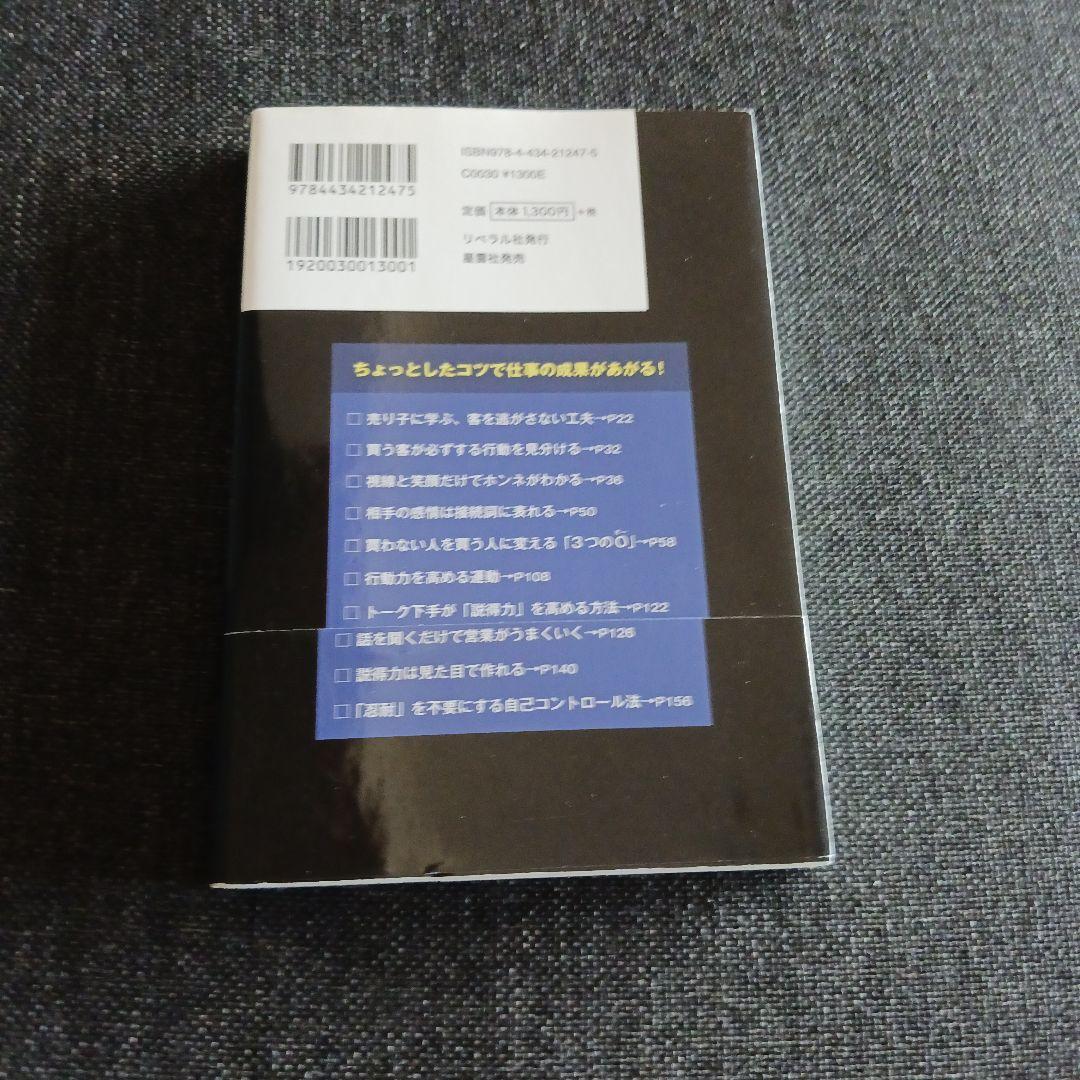 9784434212475
1920030013001
ISBN978-4-434-21247-5
C0030 ¥1300E
定価 本体 1,300円 +税
リベラル社発行
星雲社発売
ちょっとしたコツで仕事の成果があがる！
□ 売り子に学ぶ、客を逃がさない工夫→P22
□ 買う客が必ずする行動を見分ける→P32
□ 視線と笑顔だけでホンネがわかる→P36
□ 相手の感情は接続詞に表れる→P50
□ 買わない人を買う人に変える「3つのO」→P58
□ 行動力を高める運動→P108
□ トーク下手が「説得力」を高める方法→P122
□ 話を聞くだけで営業がうまくいく→P126
□ 説得力は見た目で作れる→P140
□ 「忍耐」を不要にする自己コントロール法→P156